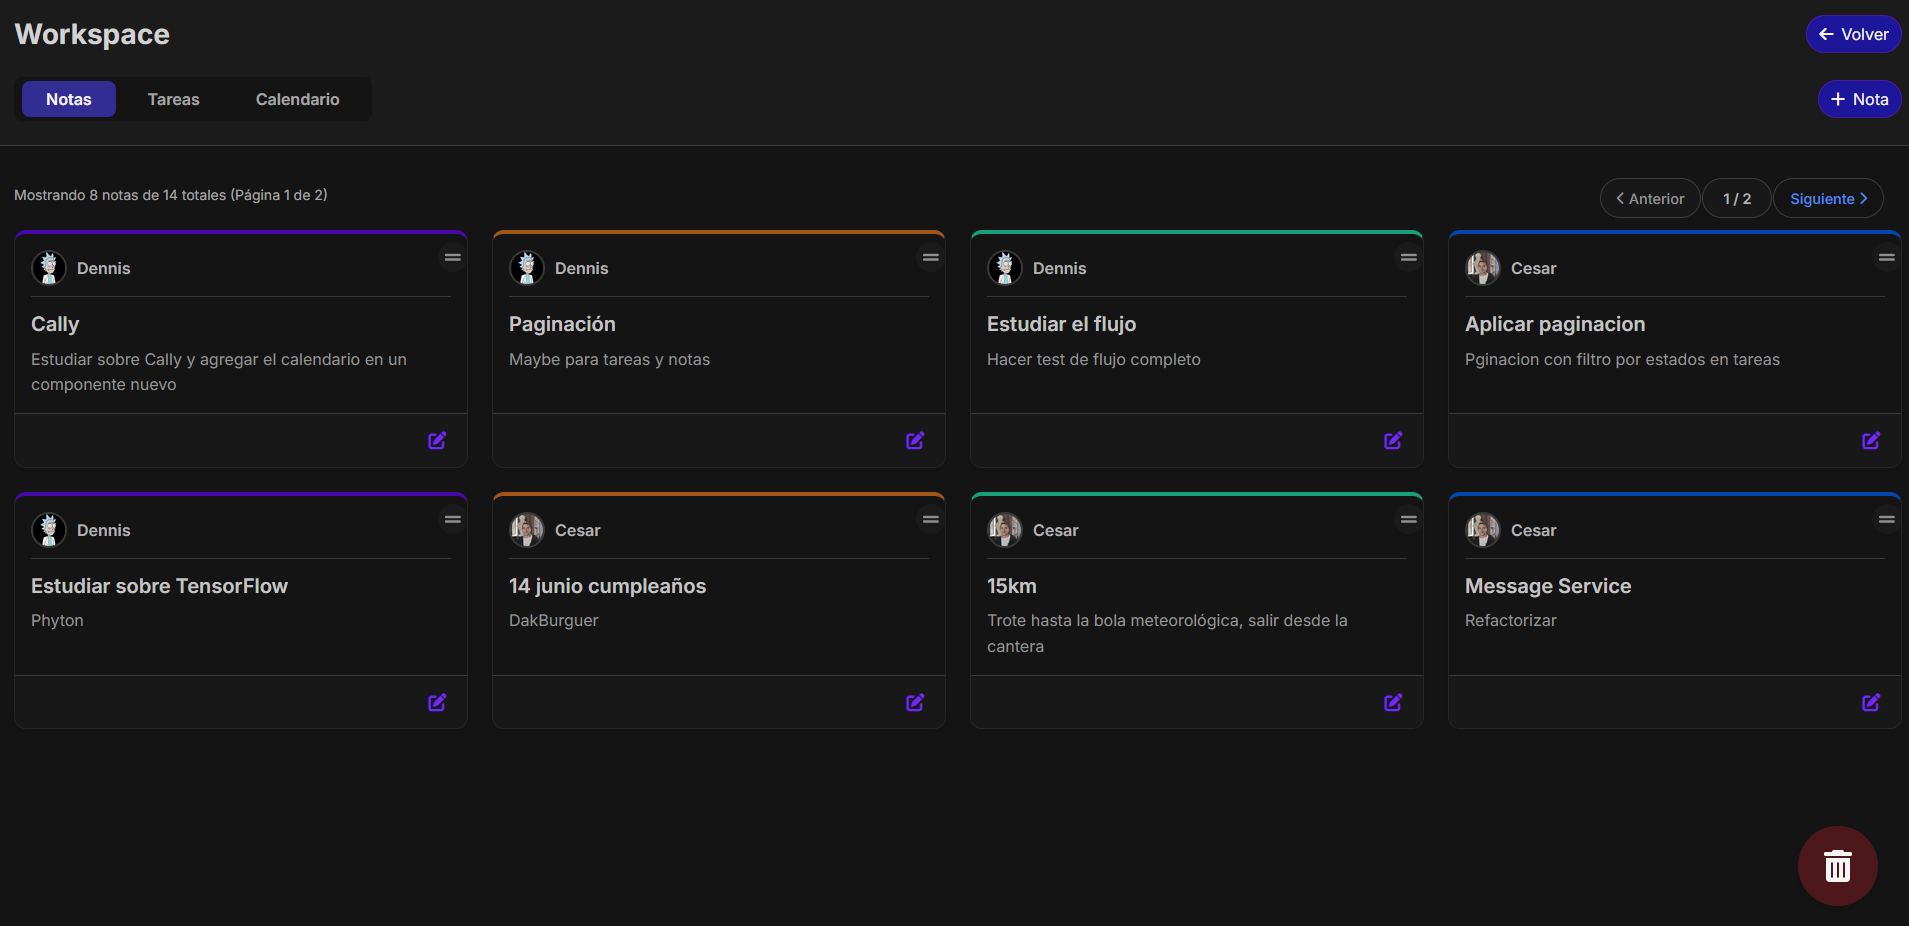 Workspace
Volver
Notas
Tareas
Calendario
Nota
Mostrando 8 notas de 14 totales (Página 1 de 2)
Anterior
1 / 2
Siguiente
Dennis
Cally
Estudiar sobre Cally y agregar el calendario en un
componente nuevo
Dennis
Paginación
Maybe para tareas y notas
Dennis
Estudiar el flujo
Hacer test de flujo completo
Cesar
Aplicar paginacion
Pginacion con filtro por estados en tareas
Dennis
Estudiar sobre TensorFlow
Phyton
Cesar
14 junio cumpleaños
DakBurguer
Cesar
15km
Trote hasta la bola meteorológica, salir desde la
cantera
Cesar
Message Service
Refactorizar